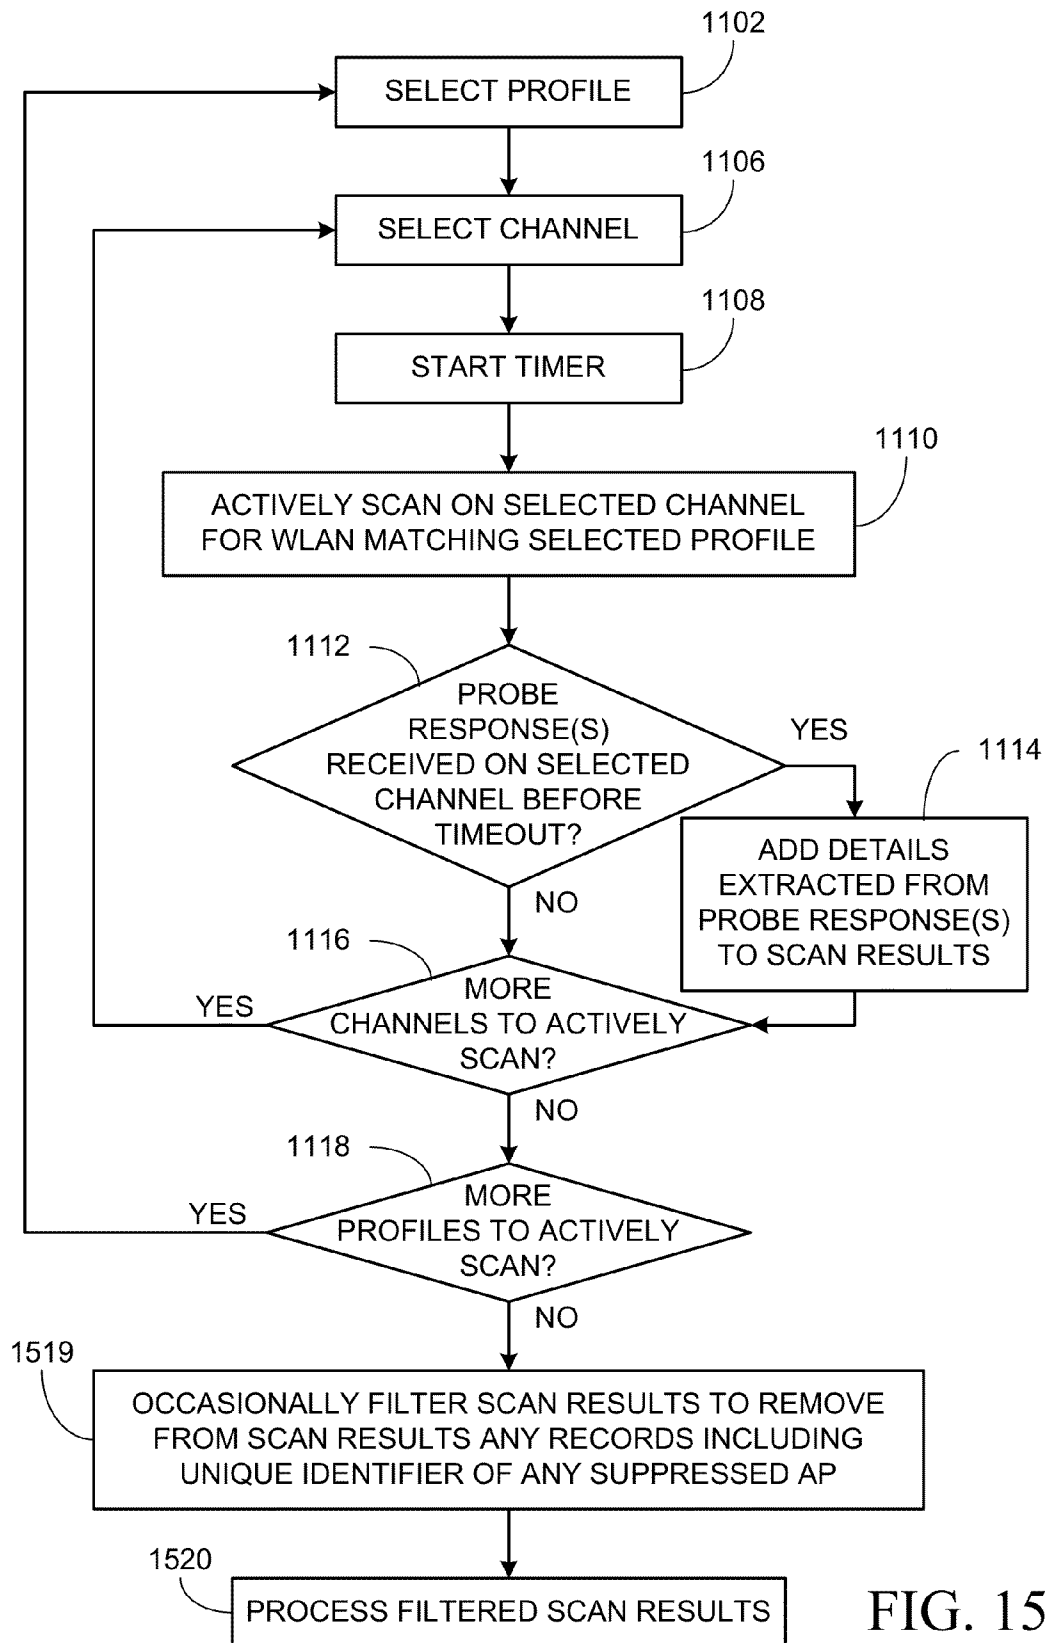 1102
SELECT PROFILE
1106
SELECT CHANNEL
1108
START TIMER
1110
ACTIVELY SCAN ON SELECTED CHANNEL
FOR WLAN MATCHING SELECTED PROFILE
1112
PROBE
RESPONSE(S)
RECEIVED ON SELECTED
CHANNEL BEFORE
TIMEOUT?
YES
1114
ADD DETAILS
EXTRACTED FROM
PROBE RESPONSE(S)
TO SCAN RESULTS
NO
1116
YES
MORE
CHANNELS TO ACTIVELY
SCAN?
NO
1118
YES
MORE
PROFILES TO ACTIVELY
SCAN?
NO
1519
OCCASIONALLY FILTER SCAN RESULTS TO REMOVE
FROM SCAN RESULTS ANY RECORDS INCLUDING
UNIQUE IDENTIFIER OF ANY SUPPRESSED AP
1520
PROCESS FILTERED SCAN RESULTS
FIG. 15